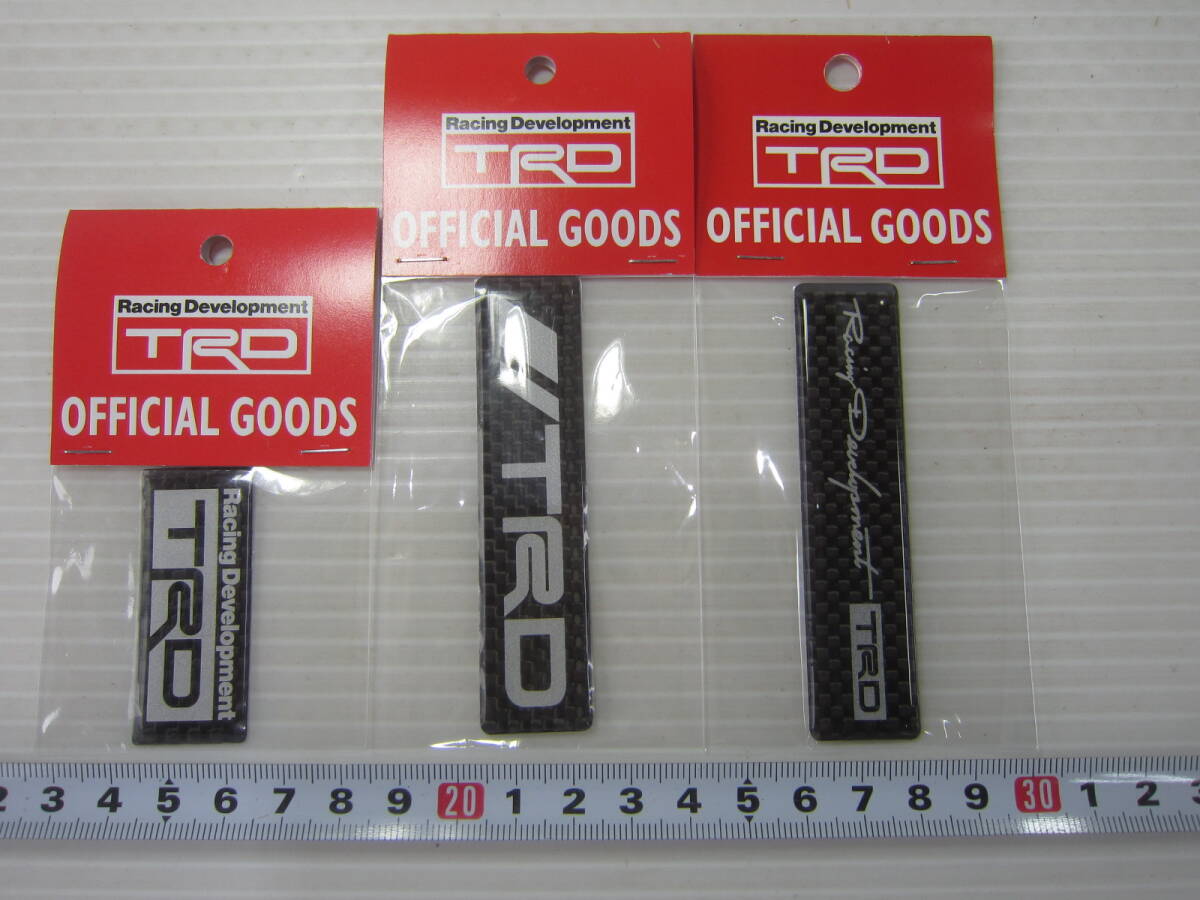 Racing Development
TRD
OFFICIAL GOODS
Racing Development
TRD
Racing Development
TRD
OFFICIAL GOODS
TRD
Racing Development
TRD
OFFICIAL GOODS
Racing Development TRD
2 3 4 5 6 7 8 9 20 1 2 3 4 5 6 7 8 9 30 1 2 3